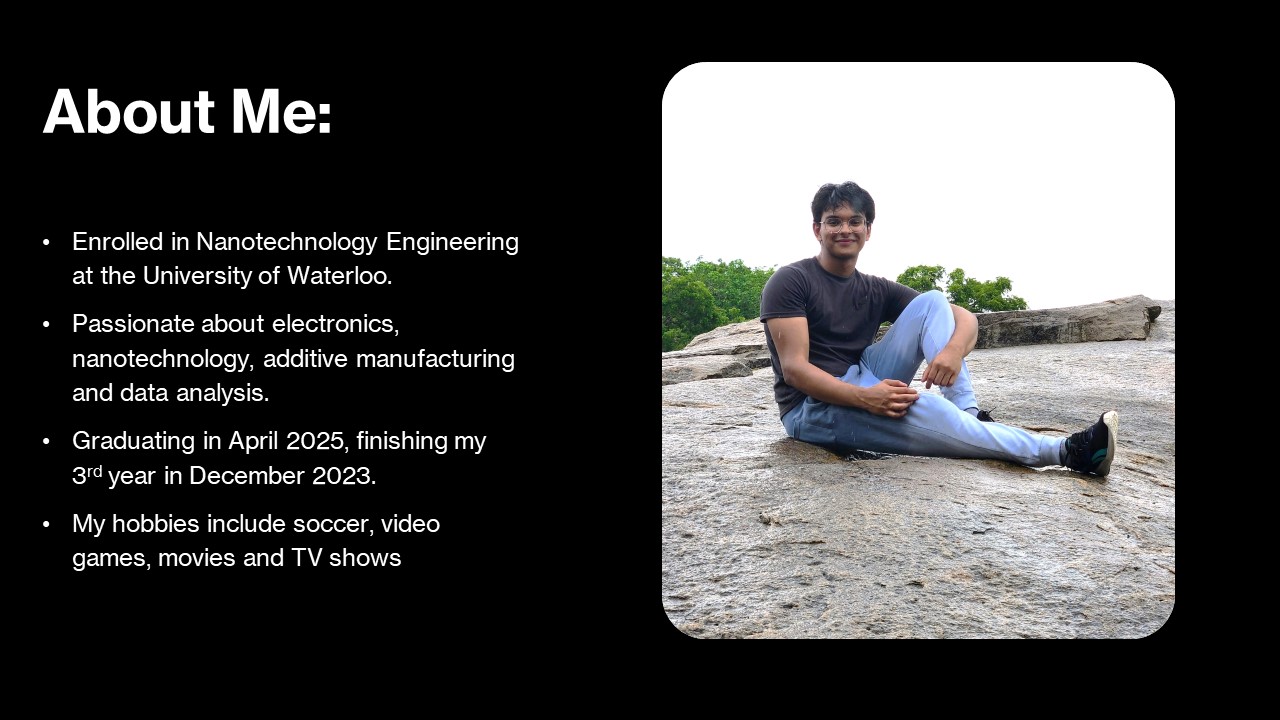 About Me:
• Enrolled in Nanotechnology Engineering
at the University of Waterloo.
• Passionate about electronics,
nanotechnology, additive manufacturing
and data analysis.
• Graduating in April 2025, finishing my
3rd year in December 2023.
• My hobbies include soccer, video
games, movies and TV shows